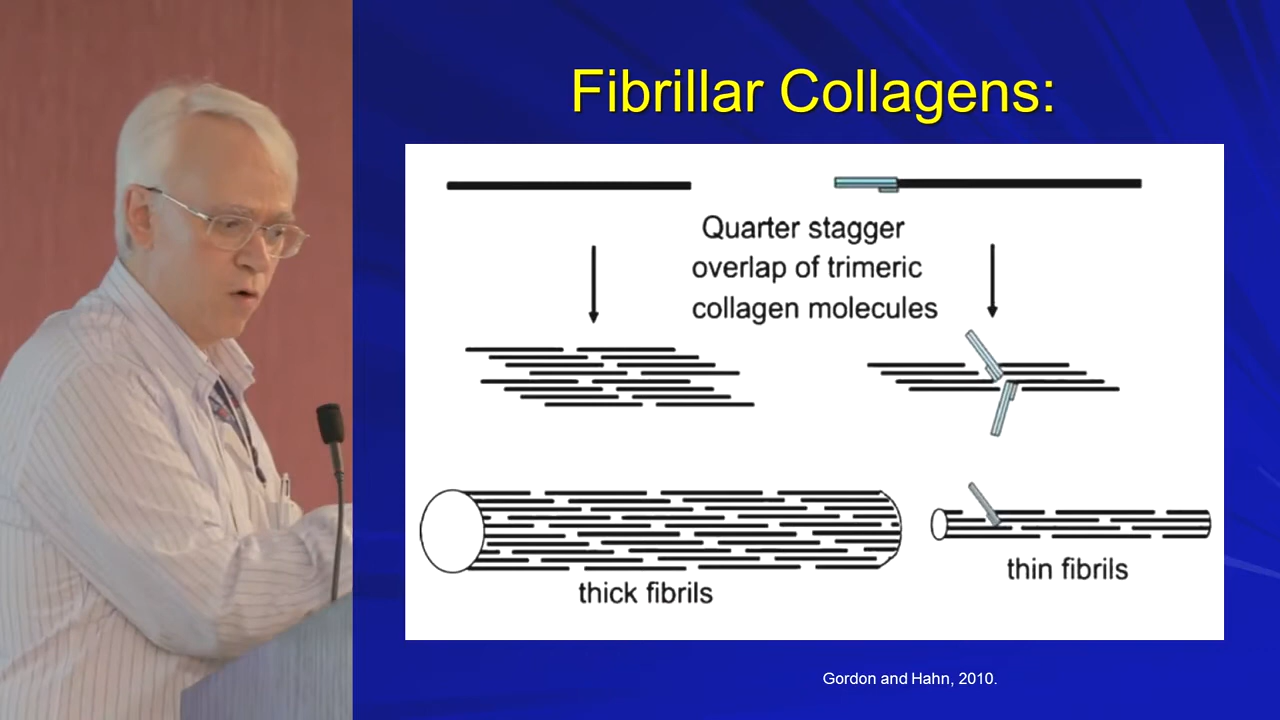 Fibrillar Collagens:
Quarter stagger
overlap of trimeric
collagen molecules
thick fibrils
thin fibrils
Gordon and Hahn, 2010.